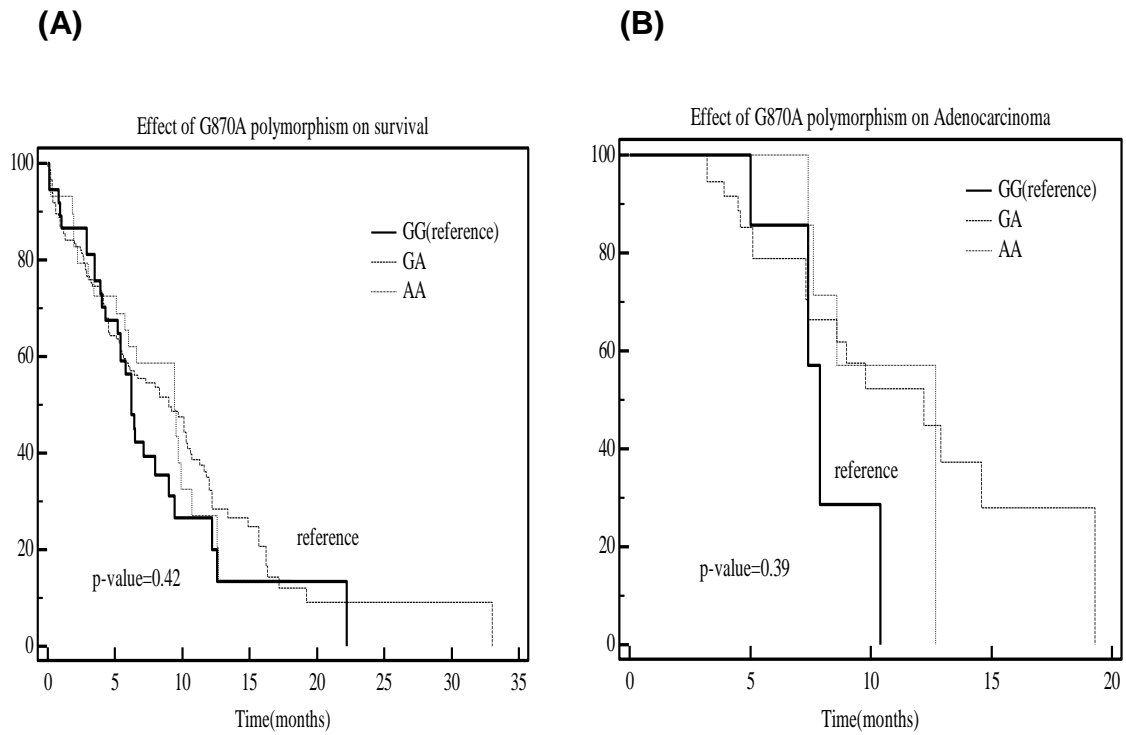 (A)
(B)
Effect of G870A polymorphism on survival
100
80
60
40
20
0
GG(reference)
GA
AA
reference
p-value=0.42
0 5 10 15 20 22 30 35
Time(months)
Effect of G870A polymorphism on Adenocarcinoma
100
80
60
40
20
0
GG(reference)
GA
AA
reference
p-value=0.39
0 5 10 15 20
Time(months)